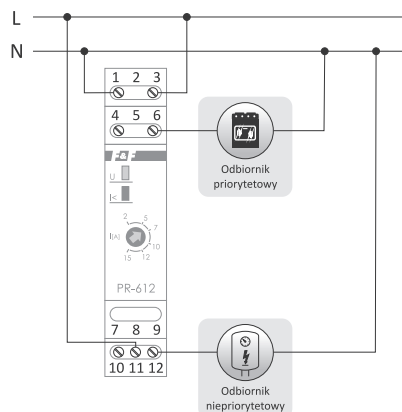 L
N
1 2 3
4 5 6
F&F
U
I<
2
5
7
I(A)
10
15
12
PR-612
7 8 9
10 11 12
Odbiornik
priorytetowy
Odbiornik
niepriorytetowy